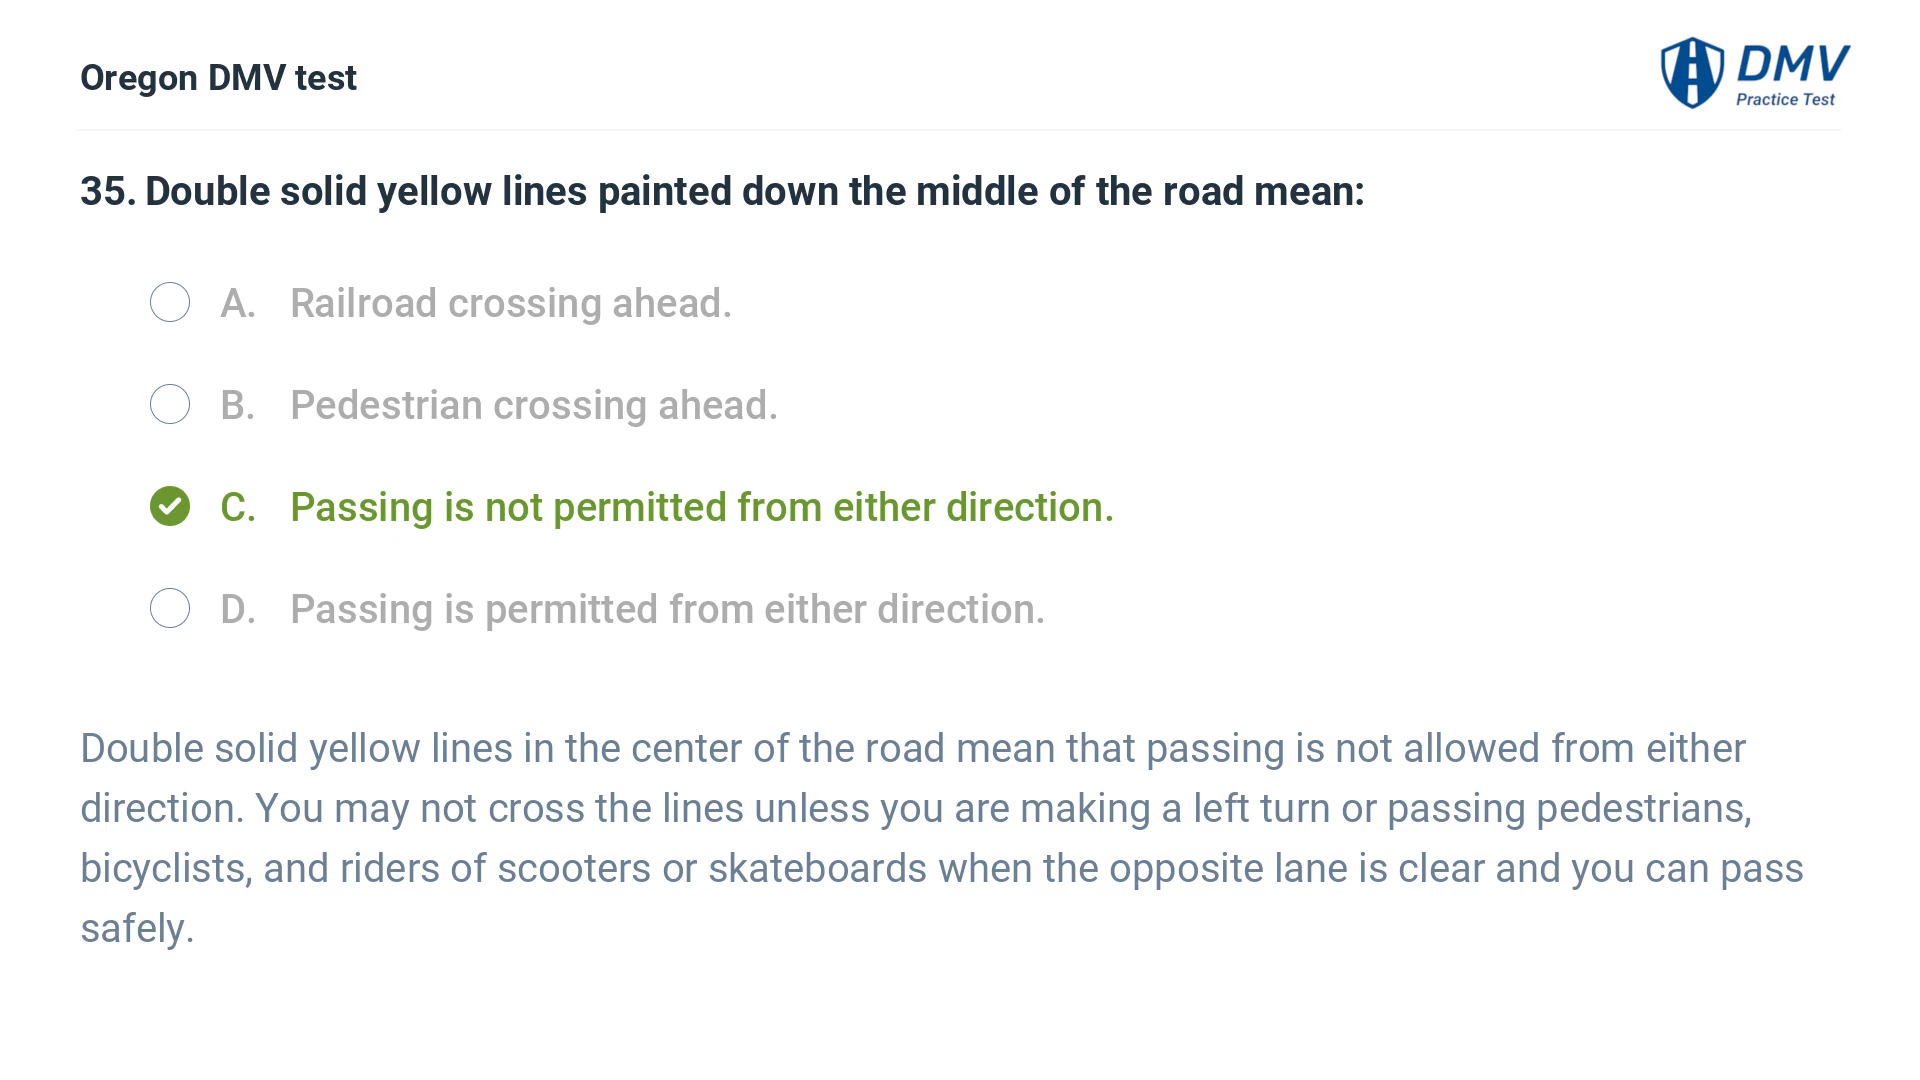 Oregon DMV test
DMV
Practice Test
35. Double solid yellow lines painted down the middle of the road mean:
A. Railroad crossing ahead.
B. Pedestrian crossing ahead.
C. Passing is not permitted from either direction.
D. Passing is permitted from either direction.
Double solid yellow lines in the center of the road mean that passing is not allowed from either
direction. You may not cross the lines unless you are making a left turn or passing pedestrians,
bicyclists, and riders of scooters or skateboards when the opposite lane is clear and you can pass
safely.